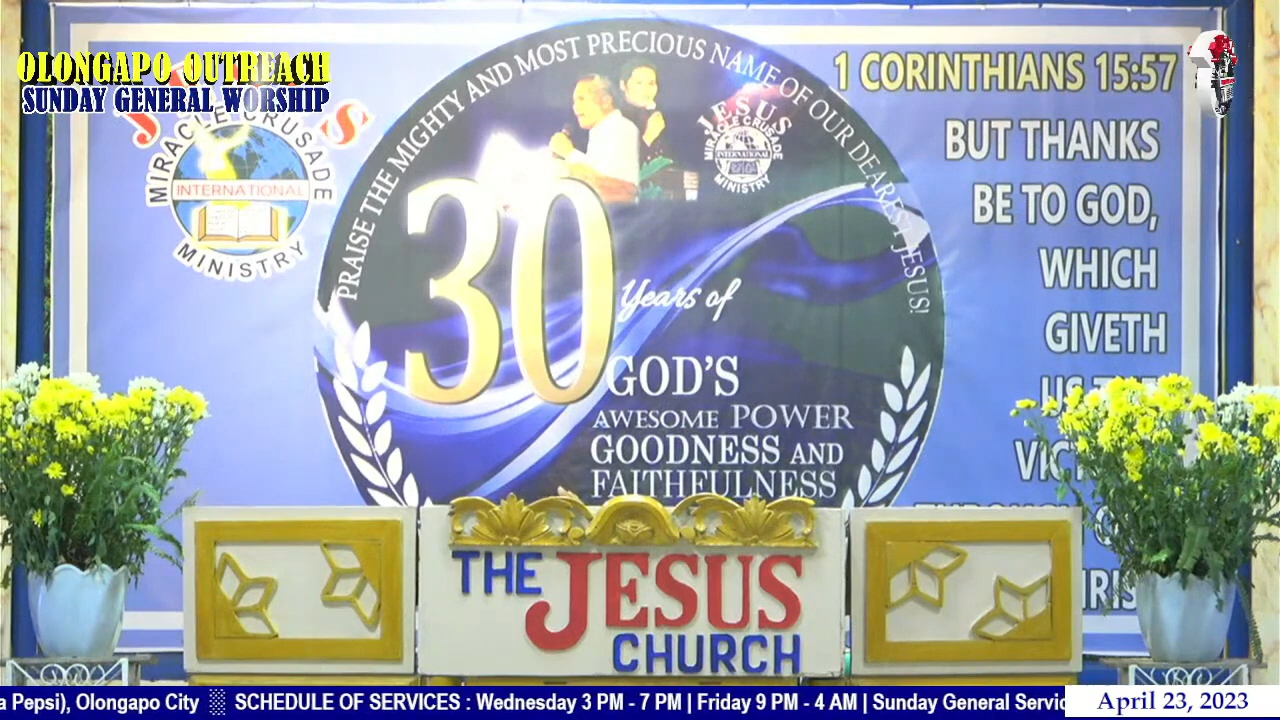 OLONGAPO OUTREACH
SUNDAY GENERAL WORSHIP
MIRACLE CRUSADE
INTERNATIONAL
MINISTRY
PRAISE THE MIGHTY AND MOST PRECIOUS NAME OF OUR DEAREST JESUS!
JESUS
MIRACLE CRUSADE
INTERNATIONAL
MINISTRY
30
Years of
GOD'S
AWESOME POWER
GOODNESS AND
FAITHFULNESS
1 CORINTHIANS 15:57
BUT THANKS
BE TO GOD,
WHICH
GIVETH
US THE
THE JESUS
CHURCH
a Pepsi), Olongapo City ░ SCHEDULE OF SERVICES : Wednesday 3 PM - 7 PM | Friday 9 PM - 4 AM | Sunday General Servic
April 23, 2023